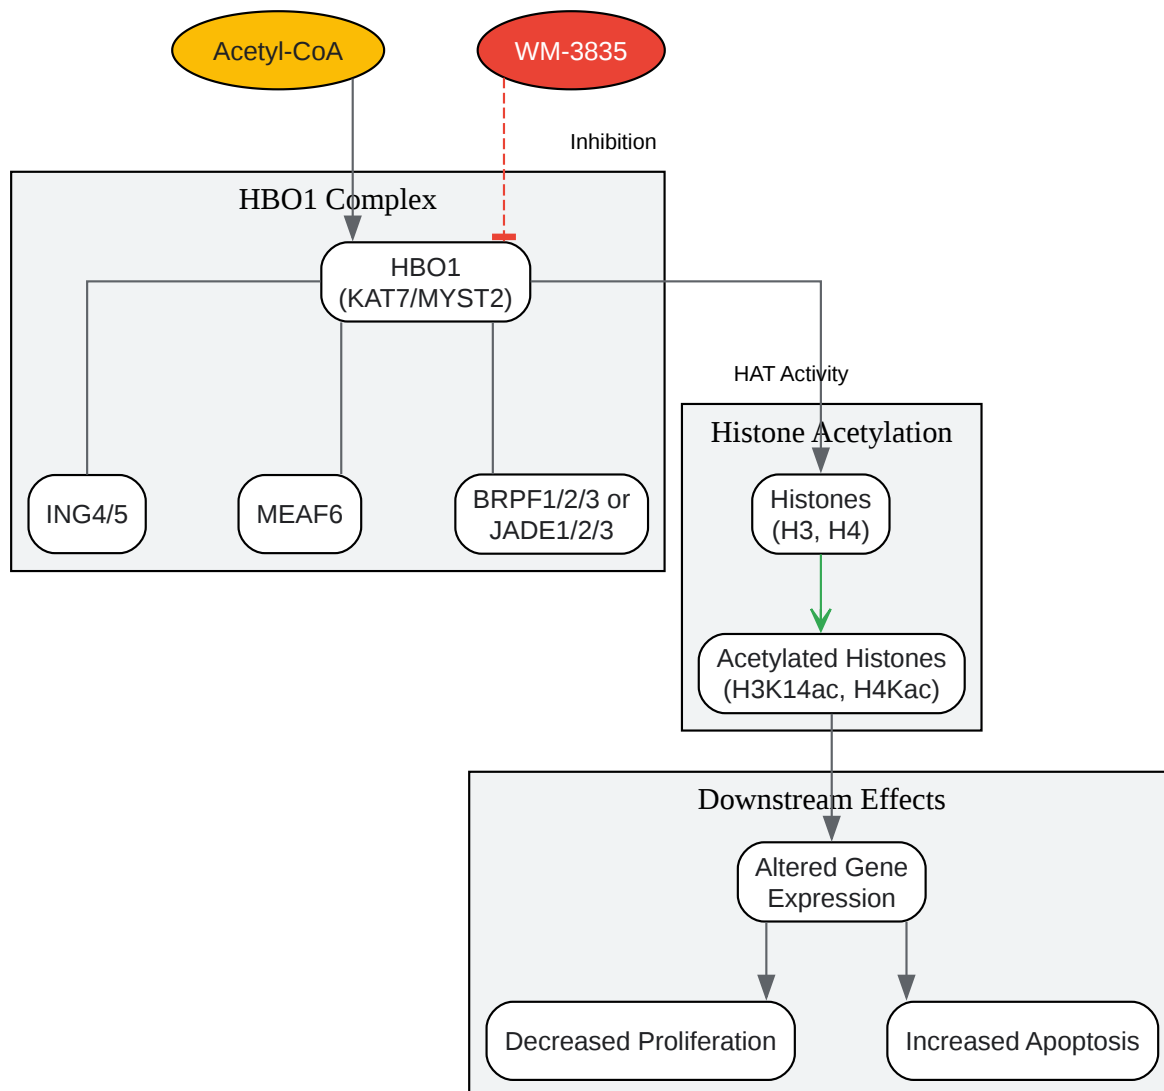 Acetyl-CoA
WM-3835
Inhibition
HBO1 Complex
HBO1
(KAT7/MYST2)
HAT Activity
Histone Acetylation
ING4/5
MEAF6
BRPF1/2/3 or
JADE1/2/3
Histones
(H3, H4)
Acetylated Histones
(H3K14ac, H4Kac)
Downstream Effects
Altered Gene
Expression
Decreased Proliferation
Increased Apoptosis